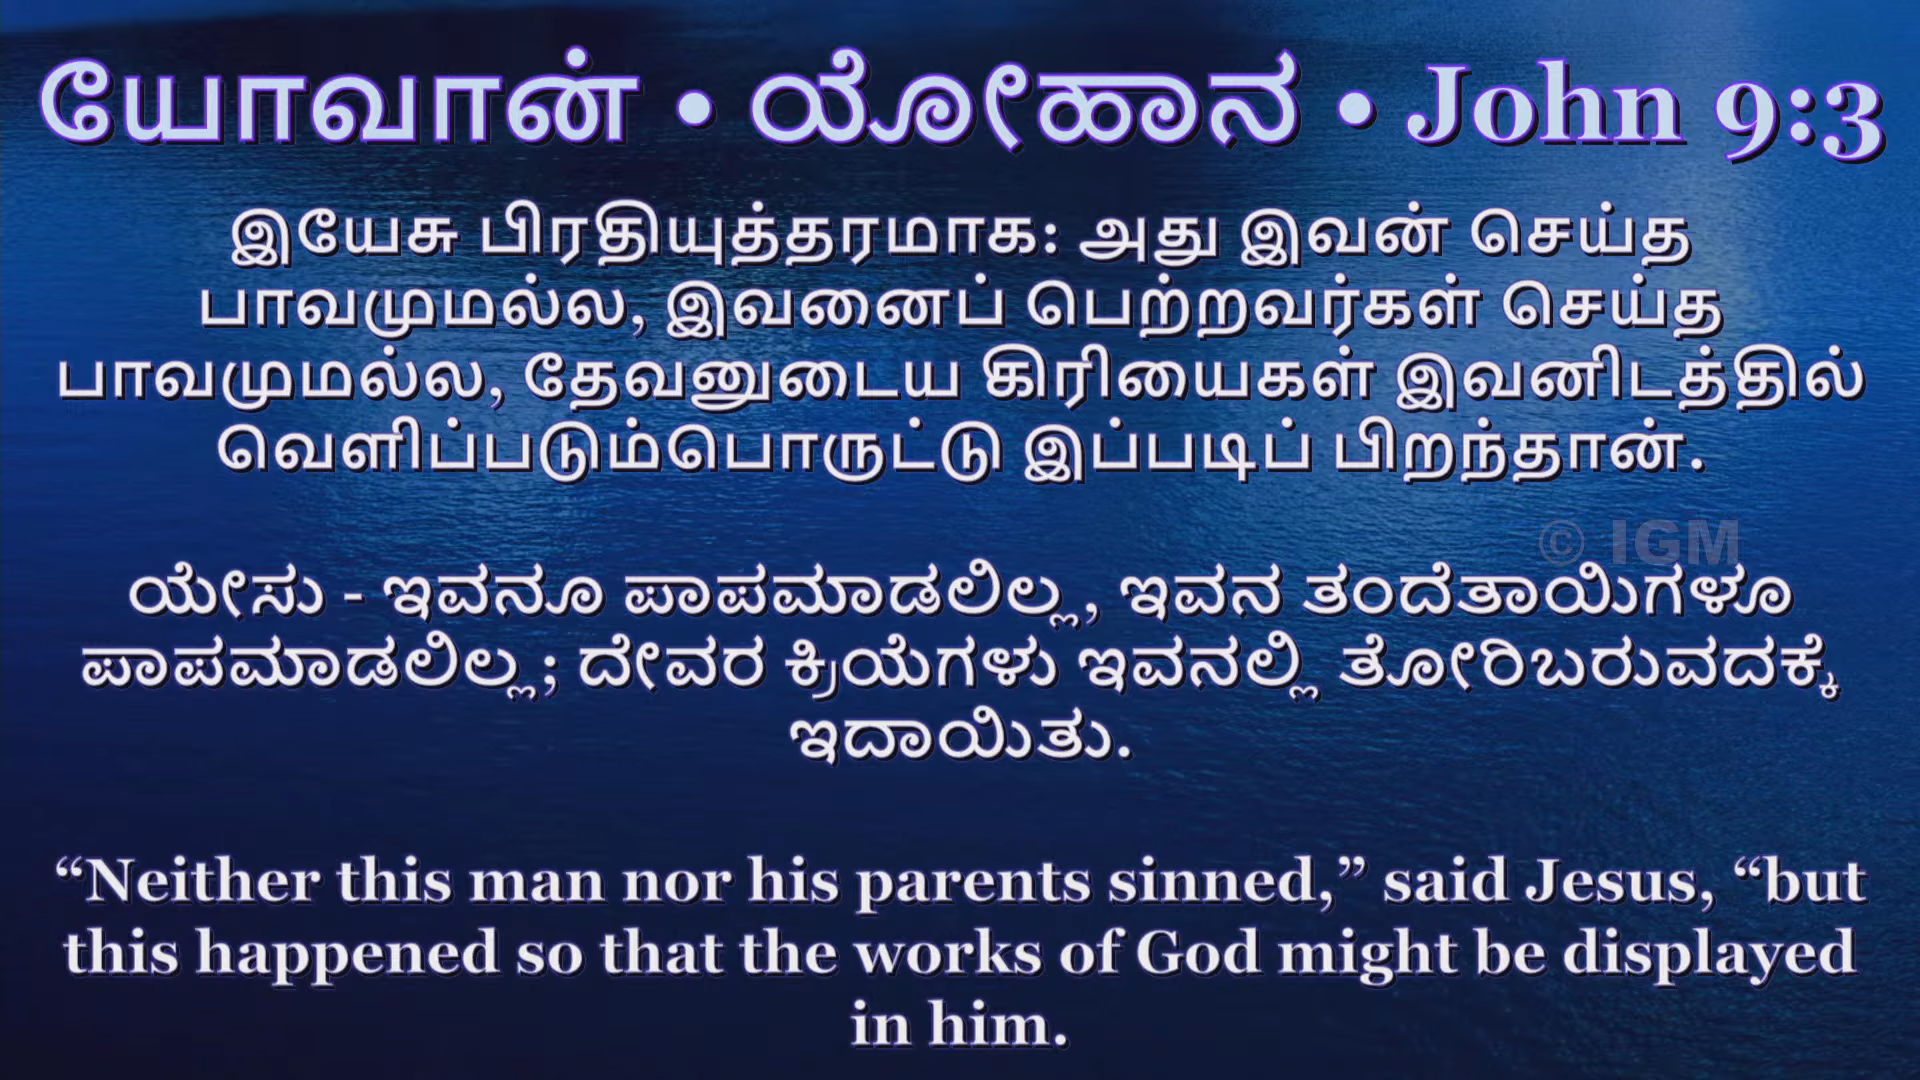 யோவான் • ಯೋಹಾನ • John 9:3
இயேசு பிரதியுத்தரமாக: அது இவன் செய்த
பாவமுமல்ல, இவனைப் பெற்றவர்கள் செய்த
பாவமுமல்ல, தேவனுடைய கிரியைகள் இவனிடத்தில்
வெளிப்படும்பொருட்டு இப்படிப் பிறந்தான்.
© IGM
ಯೇಸು - ಇವನೂ ಪಾಪಮಾಡಲಿಲ್ಲ, ಇವನ ತಂದೆತಾಯಿಗಳೂ
ಪಾಪಮಾಡಲಿಲ್ಲ; ದೇವರ ಕ್ರಿಯೆಗಳು ಇವನಲ್ಲಿ ತೋರಿಬರುವದಕ್ಕೆ
ಇದಾಯಿತು.
“Neither this man nor his parents sinned,” said Jesus, “but
this happened so that the works of God might be displayed
in him.